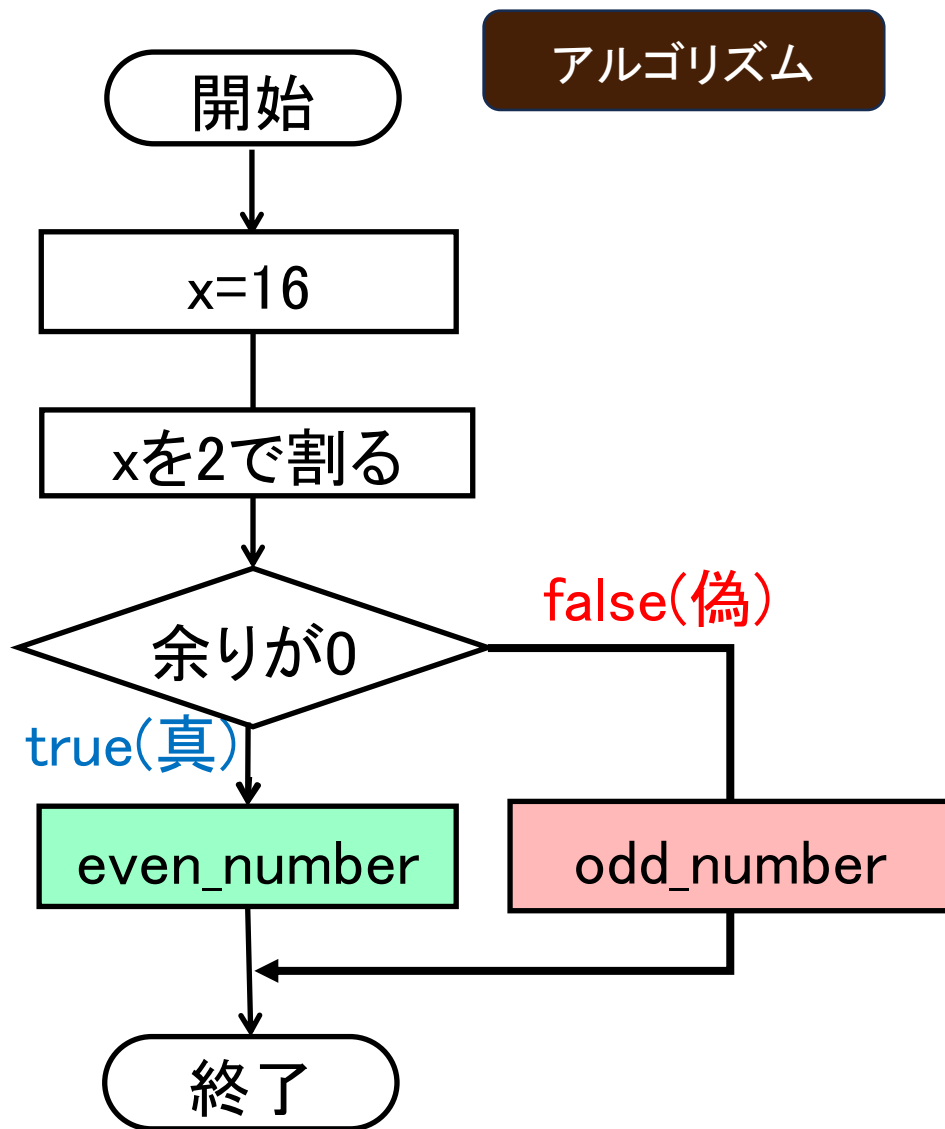 アルゴリズム
開始
x=16
xを2で割る
余りが0
false(偽)
true(真)
even_number
odd_number
終了